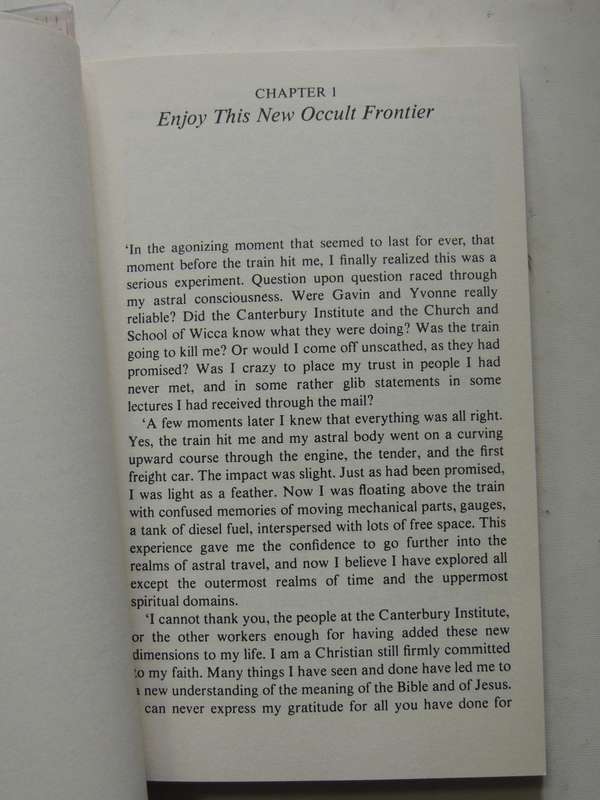 CHAPTER 1
Enjoy This New Occult Frontier
‘In the agonizing moment that seemed to last for ever, that
moment before the train hit me, I finally realized this was a
serious experiment. Question upon question raced through
my astral consciousness. Were Gavin and Yvonne really
reliable? Did the Canterbury Institute and the Church and
School of Wicca know what they were doing? Was the train
going to kill me? Or would I come off unscathed, as they had
promised? Was I crazy to place my trust in people I had
never met, and in some rather glib statements in some
lectures I had received through the mail?
‘A few moments later I knew that everything was all right.
Yes, the train hit me and my astral body went on a curving
upward course through the engine, the tender, and the first
freight car. The impact was slight. Just as had been promised,
I was light as a feather. Now I was floating above the train
with confused memories of moving mechanical parts, gauges,
a tank of diesel fuel, interspersed with lots of free space. This
experience gave me the confidence to go further into the
realms of astral travel, and now I believe I have explored all
except the outermost realms of time and the uppermost
spiritual domains.
‘I cannot thank you, the people at the Canterbury Institute,
or the other workers enough for having added these new
dimensions to my life. I am a Christian still firmly committed
to my faith. Many things I have seen and done have led me to
a new understanding of the meaning of the Bible and of Jesus.
can never express my gratitude for all you have done for